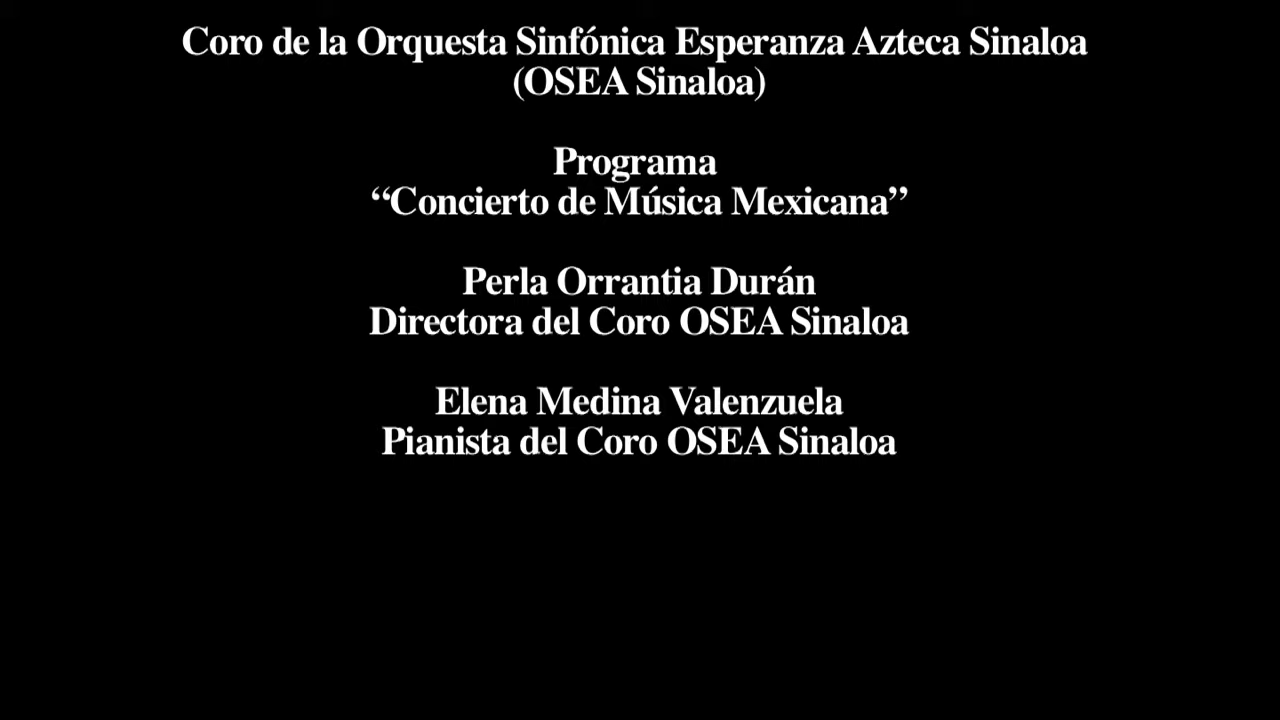 Coro de la Orquesta Sinfónica Esperanza Azteca Sinaloa
(OSEA Sinaloa)
Programa
“Concierto de Música Mexicana”
Perla Orrantia Durán
Directora del Coro OSEA Sinaloa
Elena Medina Valenzuela
Pianista del Coro OSEA Sinaloa